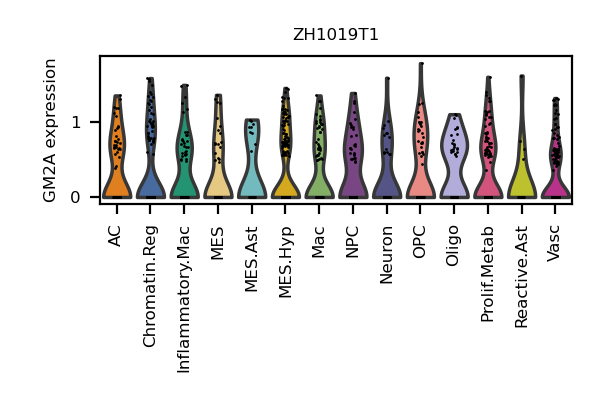 ZH1019T1
GM2A expression
1
0
AC
Chromatin.Reg
Inflammatory.Mac
MES
MES.Ast
MES.Hyp
Mac
NPC
Neuron
OPC
Oligo
Prolif.Metab
Reactive.Ast
Vasc